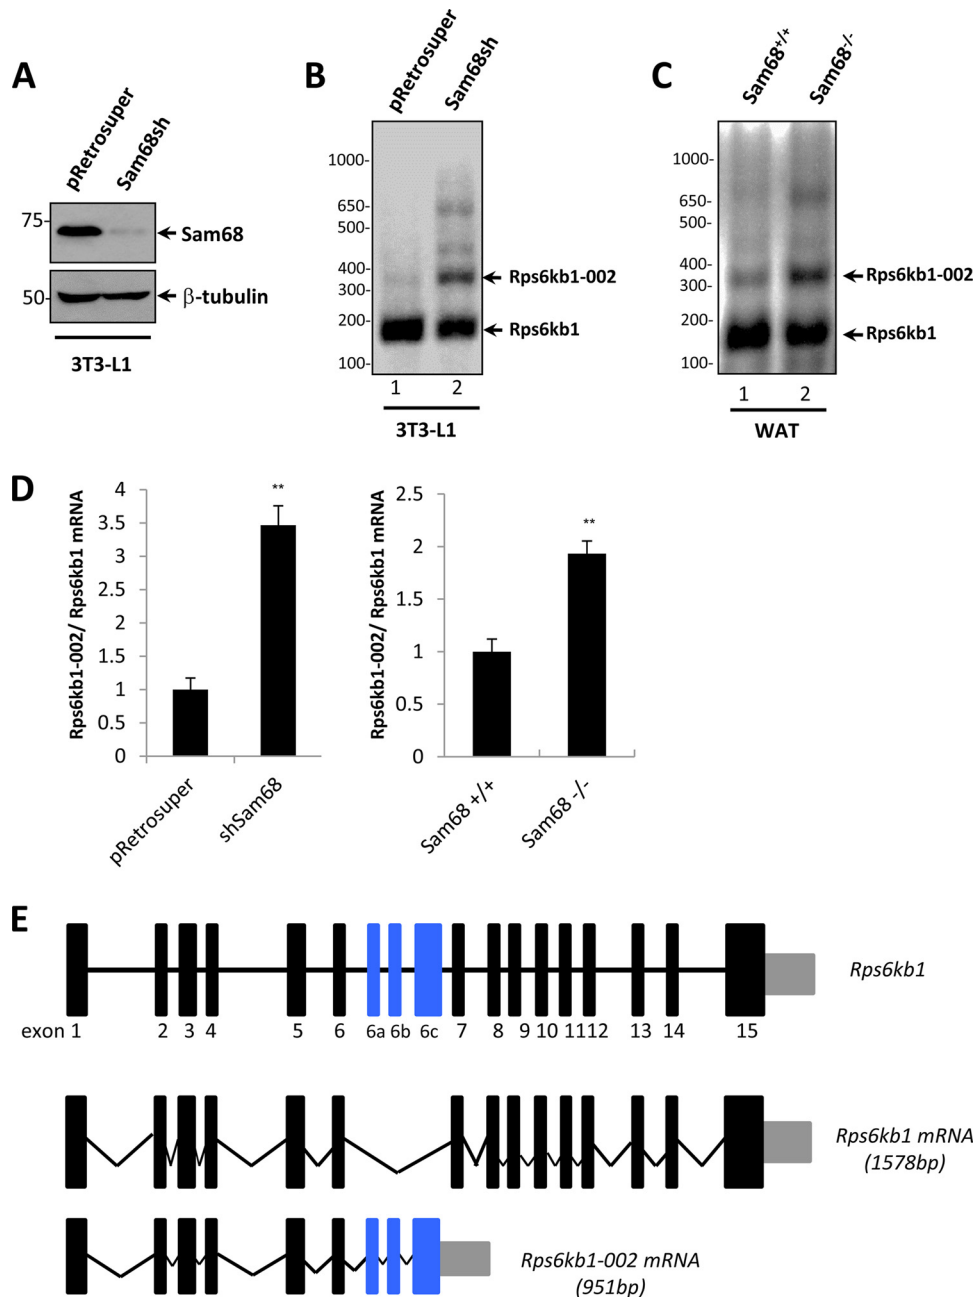 A
pRetrosuper
Sam68sh
75-
Sam68
50-
β-tubulin
3T3-L1
B
pRetrosuper
Sam68sh
1000-
650-
500-
400-
300-
200-
100-
Rps6kb1-002
Rps6kb1
1 2
3T3-L1
C
Sam68+/+
Sam68-/-
1000-
650-
500-
400-
300-
200-
100-
Rps6kb1-002
Rps6kb1
1 2
WAT
D
Rps6kb1-002/ Rps6kb1 mRNA
4
3.5
3
2.5
2
1.5
1
0.5
0
**
pRetrosuper
shSam68
Rps6kb1-002/ Rps6kb1 mRNA
2.5
2
1.5
1
0.5
0
**
Sam68 +/+
Sam68 -/-
E
Rps6kb1
exon 1 2 3 4 5 6 6a 6b 6c 7 8 9 10 11 12 13 14 15
Rps6kb1 mRNA
(1578bp)
Rps6kb1-002 mRNA
(951bp)